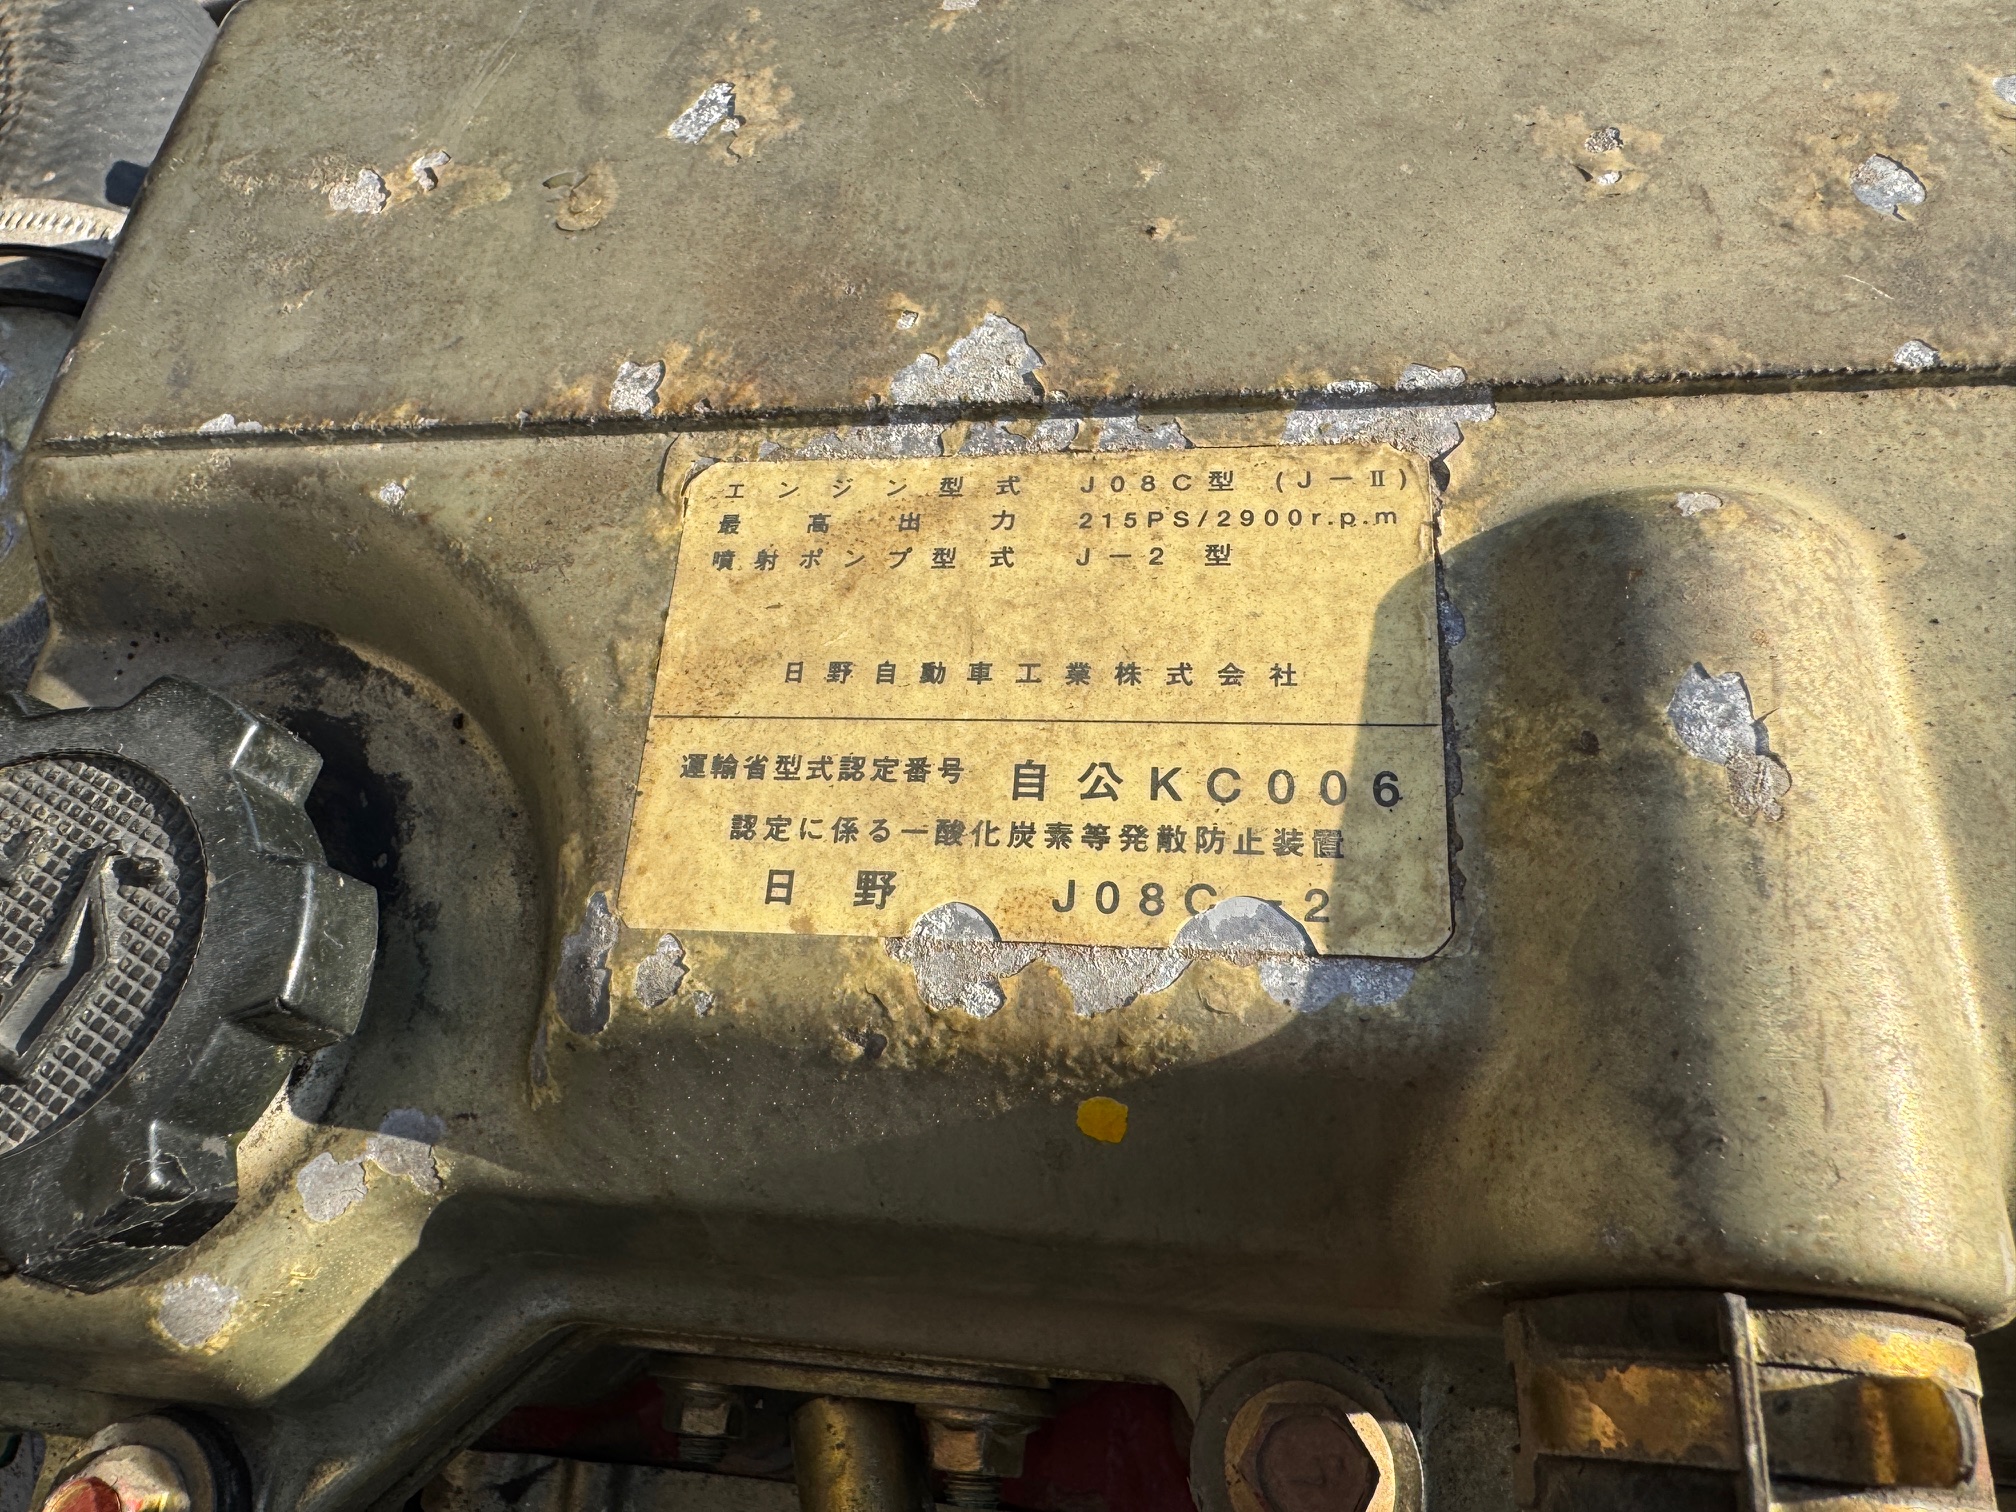 エンジン型式 J08C型 (J-Ⅱ)
最高出力 215PS/2900r.p.m
噴射ポンプ型式 J-2 型
日野自動車工業株式会社
運輸省型式認定番号 自公KC006
認定に係る一酸化炭素等発散防止装置
日野 J08C-2